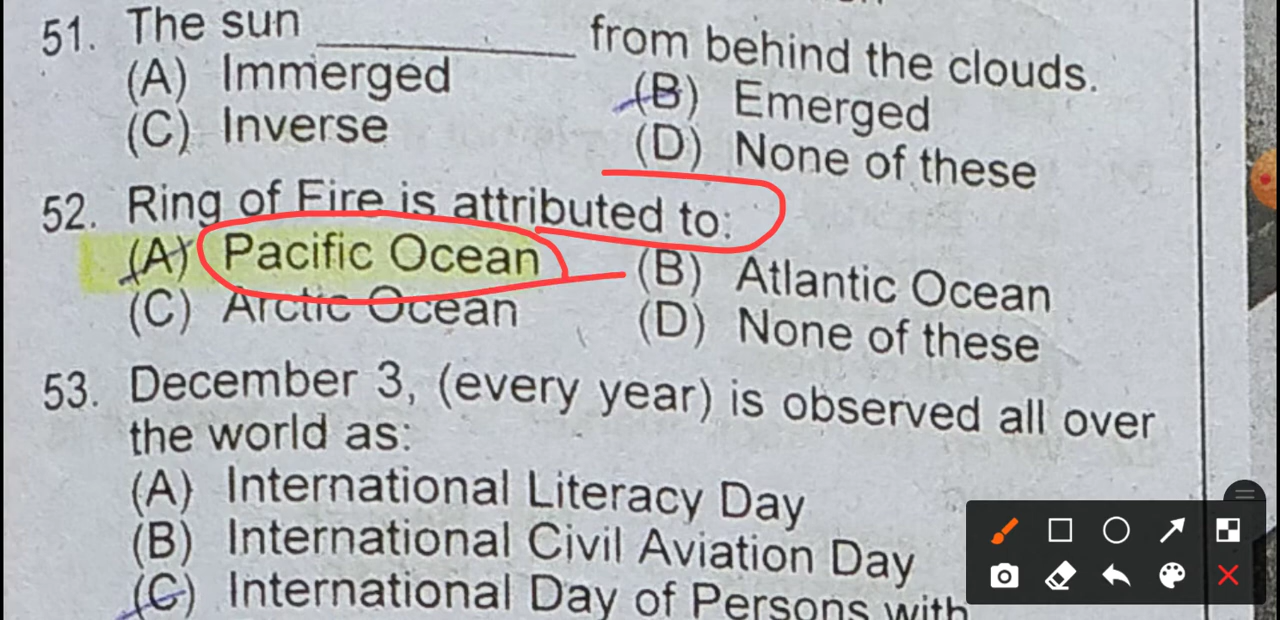 51. The sun ________ from behind the clouds.
(A) Immerged (B) Emerged
(C) Inverse (D) None of these
52. Ring of Fire is attributed to:
(A) Pacific Ocean (B) Atlantic Ocean
(C) Arctic Ocean (D) None of these
53. December 3, (every year) is observed all over
the world as:
(A) International Literacy Day
(B) International Civil Aviation Day
(C) International Day of Persons with